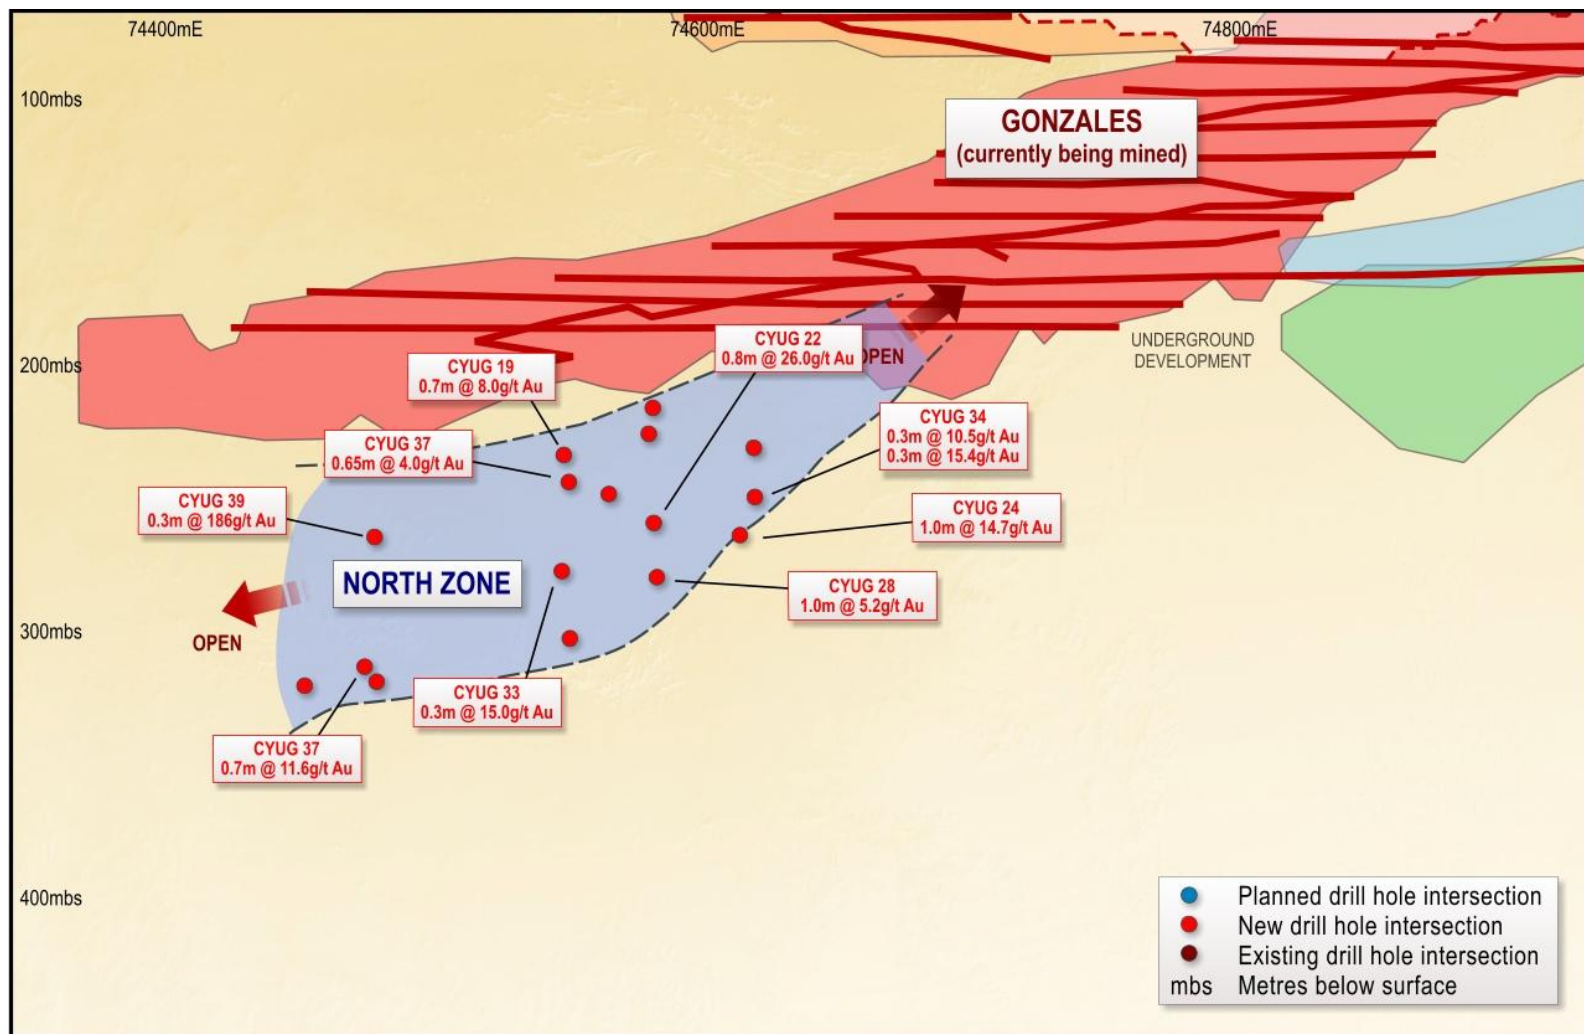 74400mE
74600mE
74800mE
100mbs
GONZALES
(currently being mined)
UNDERGROUND
DEVELOPMENT
CYUG 22
0.8m @ 26.0g/t Au
OPEN
200mbs
CYUG 19
0.7m @ 8.0g/t Au
CYUG 34
0.3m @ 10.5g/t Au
0.3m @ 15.4g/t Au
CYUG 37
0.65m @ 4.0g/t Au
CYUG 39
0.3m @ 186g/t Au
CYUG 24
1.0m @ 14.7g/t Au
NORTH ZONE
CYUG 28
1.0m @ 5.2g/t Au
300mbs
OPEN
CYUG 33
0.3m @ 15.0g/t Au
CYUG 37
0.7m @ 11.6g/t Au
400mbs
Planned drill hole intersection
New drill hole intersection
Existing drill hole intersection
mbs Metres below surface